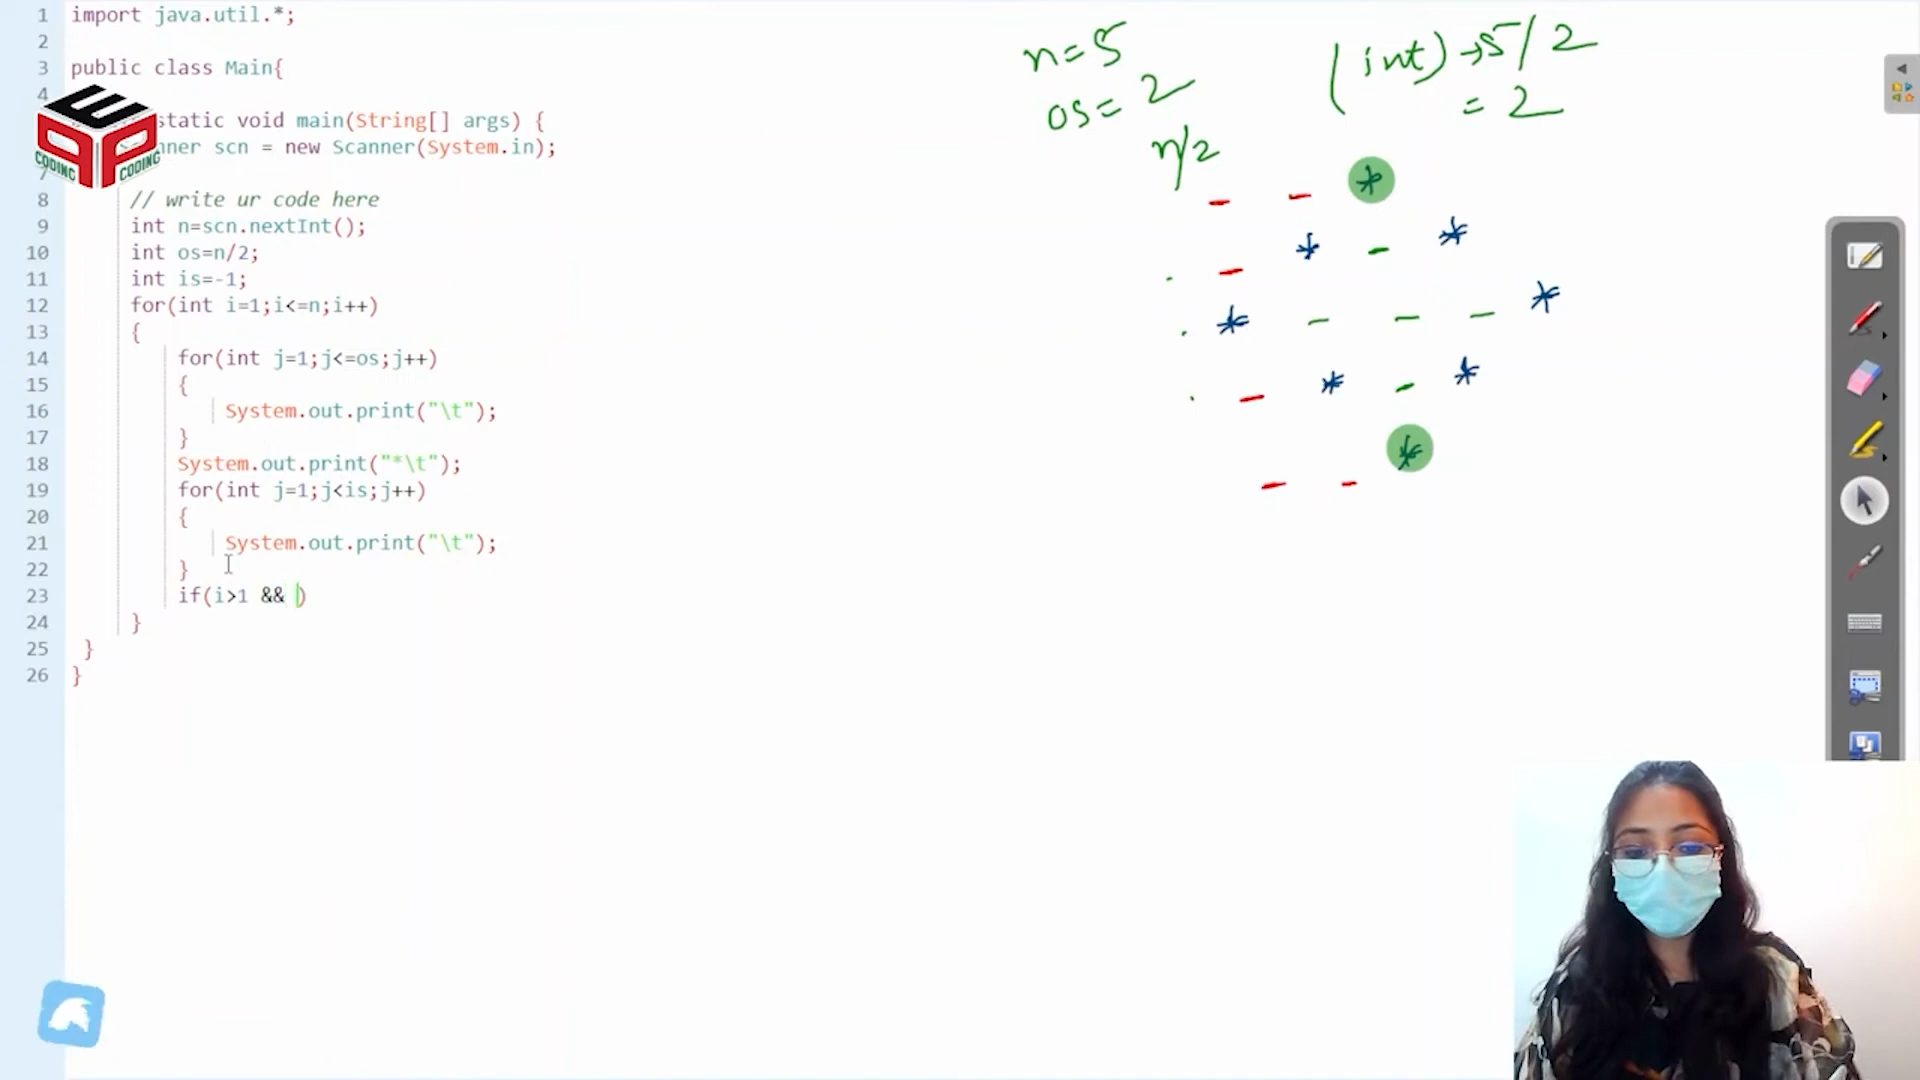 1 import java.util.*;
2
3 public class Main{
4
static void main(String[] args) {
nner scn = new Scanner(System.in);
7
8 // write ur code here
9 int n=scn.nextInt();
10 int os=n/2;
11 int is=-1;
12 for(int i=1;i<=n;i++)
13 {
14 for(int j=1;j<=os;j++)
15 {
16 System.out.print("\t");
17 }
18 System.out.print("*\t");
19 for(int j=1;j<is;j++)
20 {
21 System.out.print("\t");
22 }
23 if(i>1 && )
24 }
25 }
26 }
PEP
CODING CODING
n=5
os=2
n/2
(int)→5/2
=2
- - *
. - * - *
. * - - - *
. - * - *
- - *